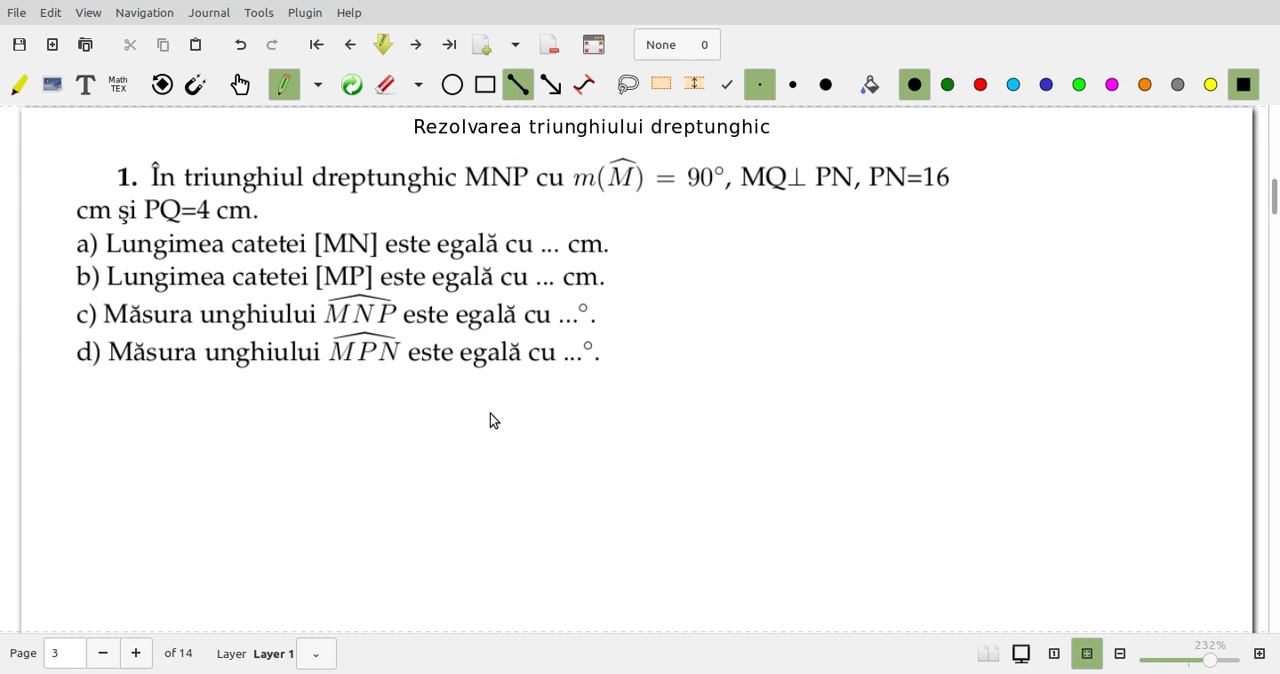 File Edit View Navigation Journal Tools Plugin Help
None 0
T Math TEX
Rezolvarea triunghiului dreptunghic
1. În triunghiul dreptunghic MNP cu m(M̂) = 90°, MQ⊥ PN, PN=16
cm şi PQ=4 cm.
a) Lungimea catetei [MN] este egală cu ... cm.
b) Lungimea catetei [MP] este egală cu ... cm.
c) Măsura unghiului M͡NP este egală cu ...°.
d) Măsura unghiului M͡PN este egală cu ...°.
Page 3 of 14 Layer Layer 1 232%